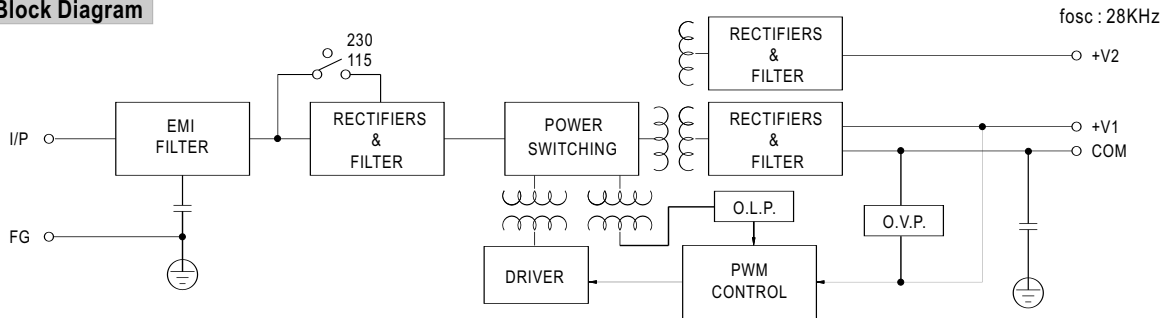 Block Diagram
fosc : 28KHz
230
115
RECTIFIERS
&
FILTER
+V2
I/P
EMI
FILTER
RECTIFIERS
&
FILTER
POWER
SWITCHING
RECTIFIERS
&
FILTER
+V1
COM
O.L.P.
O.V.P.
FG
DRIVER
PWM
CONTROL